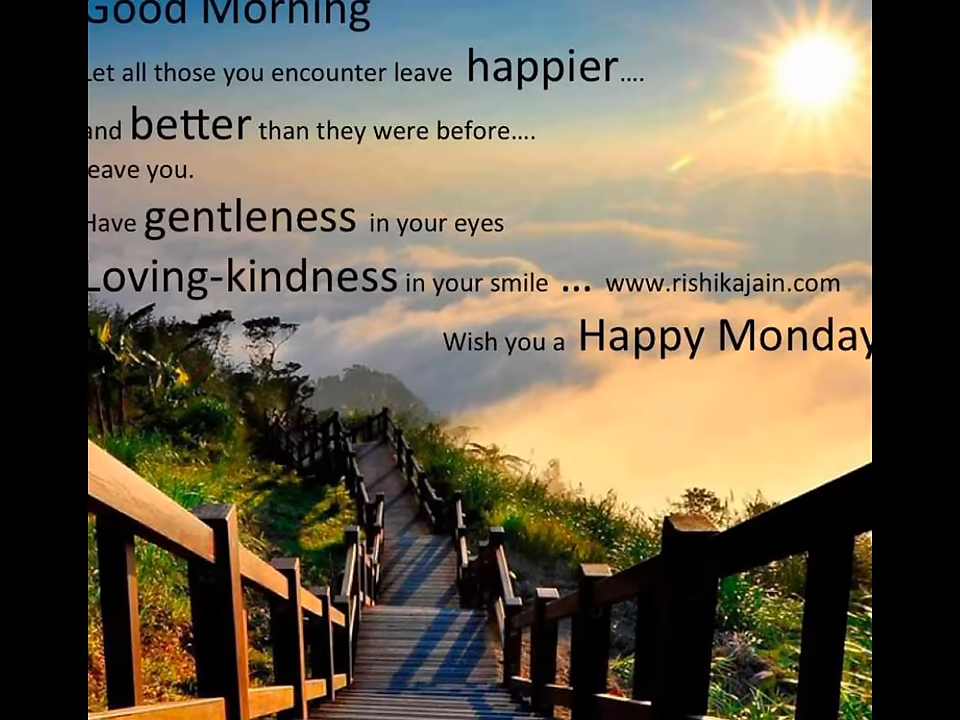 Good Morning
Let all those you encounter leave happier....
and better than they were before....
leave you.
Have gentleness in your eyes
Loving-kindness in your smile ... www.rishikajain.com
Wish you a Happy Monday